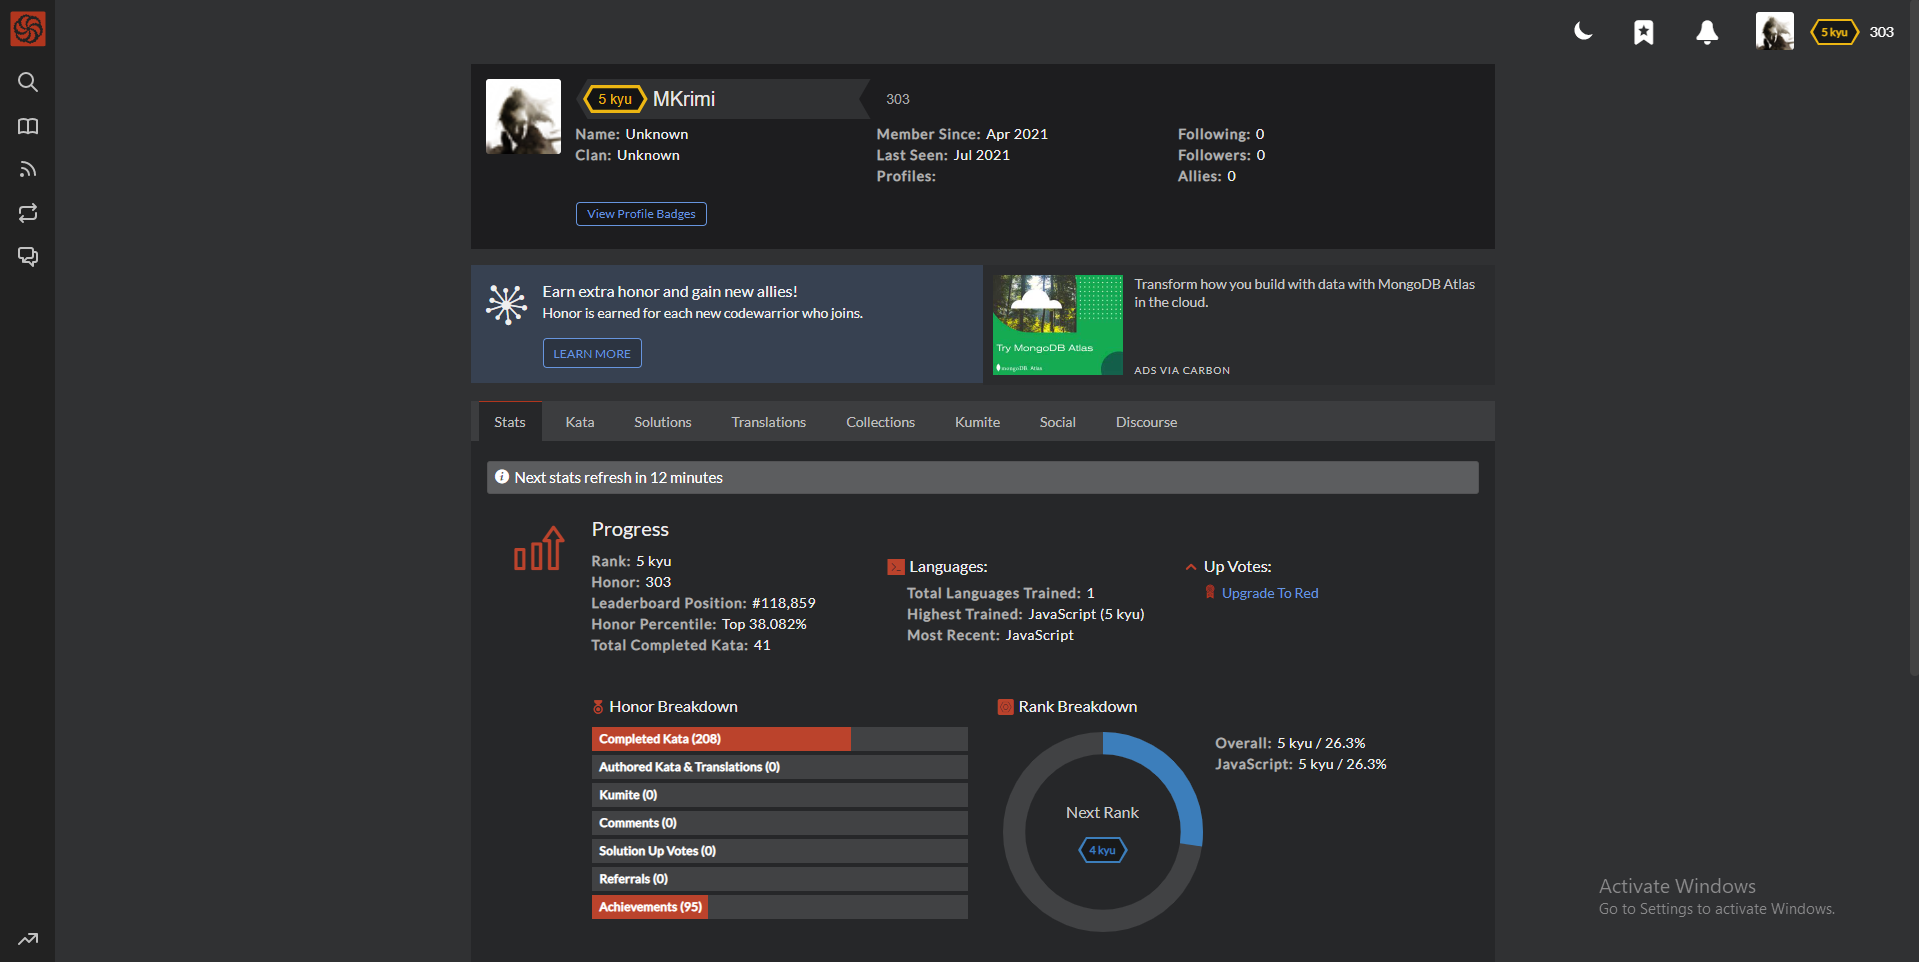 5 kyu 303
5 kyu MKrimi 303
Name: Unknown
Clan: Unknown
Member Since: Apr 2021
Last Seen: Jul 2021
Profiles:
Following: 0
Followers: 0
Allies: 0
View Profile Badges
Earn extra honor and gain new allies!
Honor is earned for each new codewarrior who joins.
LEARN MORE
Try MongoDB Atlas
mongoDB. Atlas
Transform how you build with data with MongoDB Atlas
in the cloud.
ADS VIA CARBON
Stats Kata Solutions Translations Collections Kumite Social Discourse
Next stats refresh in 12 minutes
Progress
Rank: 5 kyu
Honor: 303
Leaderboard Position: #118,859
Honor Percentile: Top 38.082%
Total Completed Kata: 41
Languages:
Total Languages Trained: 1
Highest Trained: JavaScript (5 kyu)
Most Recent: JavaScript
Up Votes:
Upgrade To Red
Honor Breakdown
Completed Kata (208)
Authored Kata & Translations (0)
Kumite (0)
Comments (0)
Solution Up Votes (0)
Referrals (0)
Achievements (95)
Rank Breakdown
Next Rank
4 kyu
Overall: 5 kyu / 26.3%
JavaScript: 5 kyu / 26.3%
Activate Windows
Go to Settings to activate Windows.